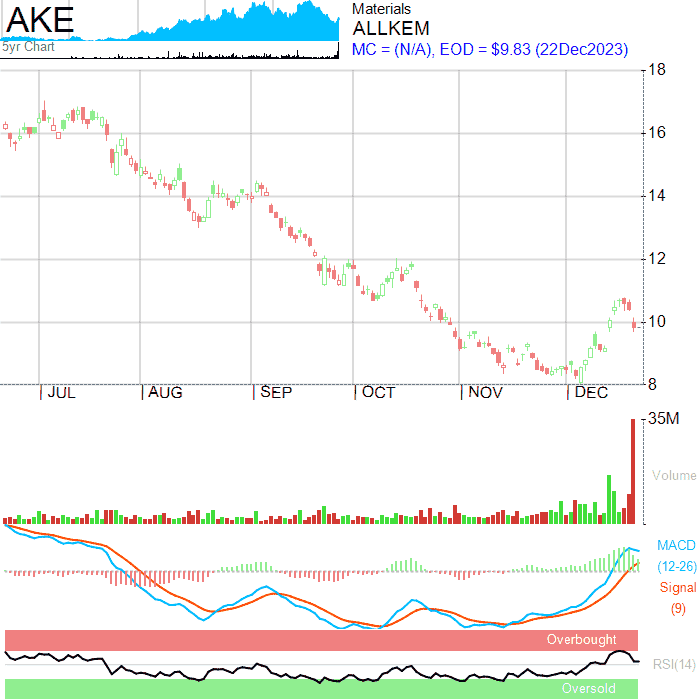 AKE
5yr Chart
Materials
ALLKEM
MC = (N/A), EOD = $9.83 (22Dec2023)
18
16
14
12
10
8
JUL AUG SEP OCT NOV DEC
35M
Volume
MACD
(12-26)
Signal
(9)
Overbought
RSI(14)
Oversold